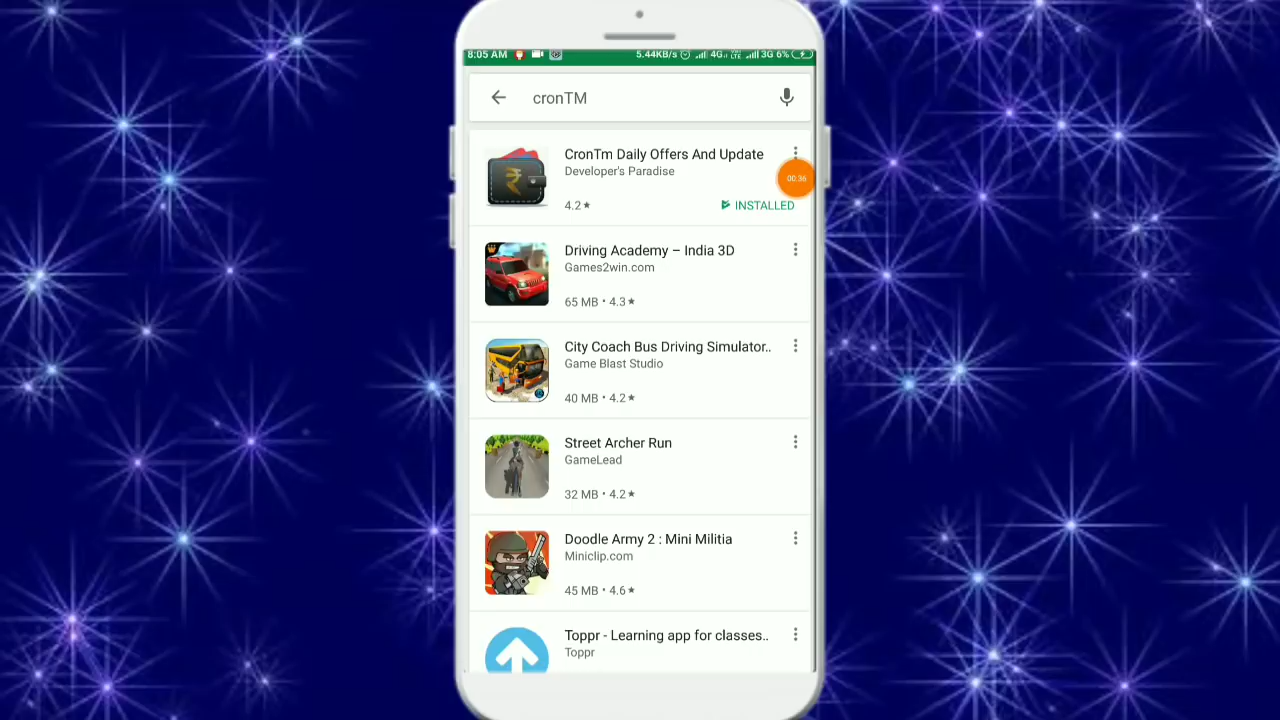 8:05 AM 5.44KB/s 4G 3G 6%
cronTM
CronTm Daily Offers And Update
Developer's Paradise
00:36
4.2★ INSTALLED
Driving Academy – India 3D
Games2win.com
65 MB • 4.3★
City Coach Bus Driving Simulator..
Game Blast Studio
40 MB • 4.2★
Street Archer Run
GameLead
32 MB • 4.2★
Doodle Army 2 : Mini Militia
Miniclip.com
45 MB • 4.6★
Toppr - Learning app for classes..
Toppr